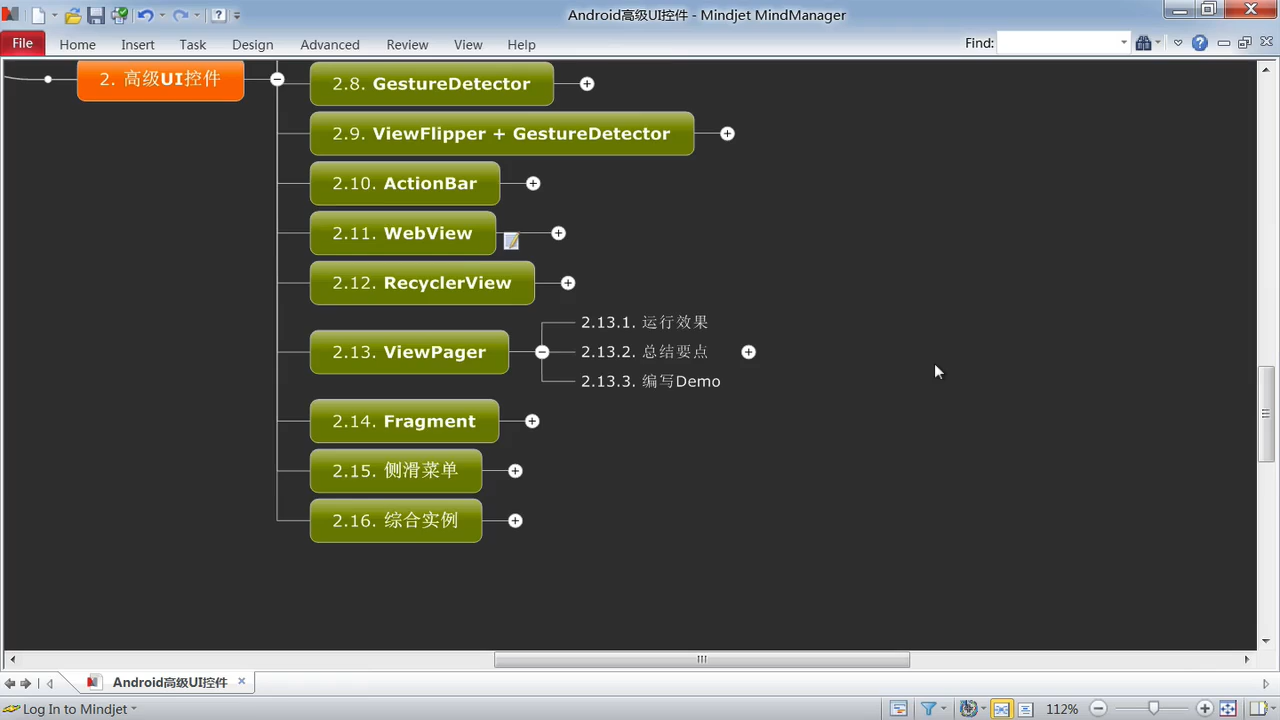 Android高级UI控件 - Mindjet MindManager
File Home Insert Task Design Advanced Review View Help Find:
2. 高级UI控件
2.8. GestureDetector
2.9. ViewFlipper + GestureDetector
2.10. ActionBar
2.11. WebView
2.12. RecyclerView
2.13. ViewPager
2.13.1. 运行效果
2.13.2. 总结要点
2.13.3. 编写Demo
2.14. Fragment
2.15. 侧滑菜单
2.16. 综合实例
Android高级UI控件
Log In to Mindjet 112%